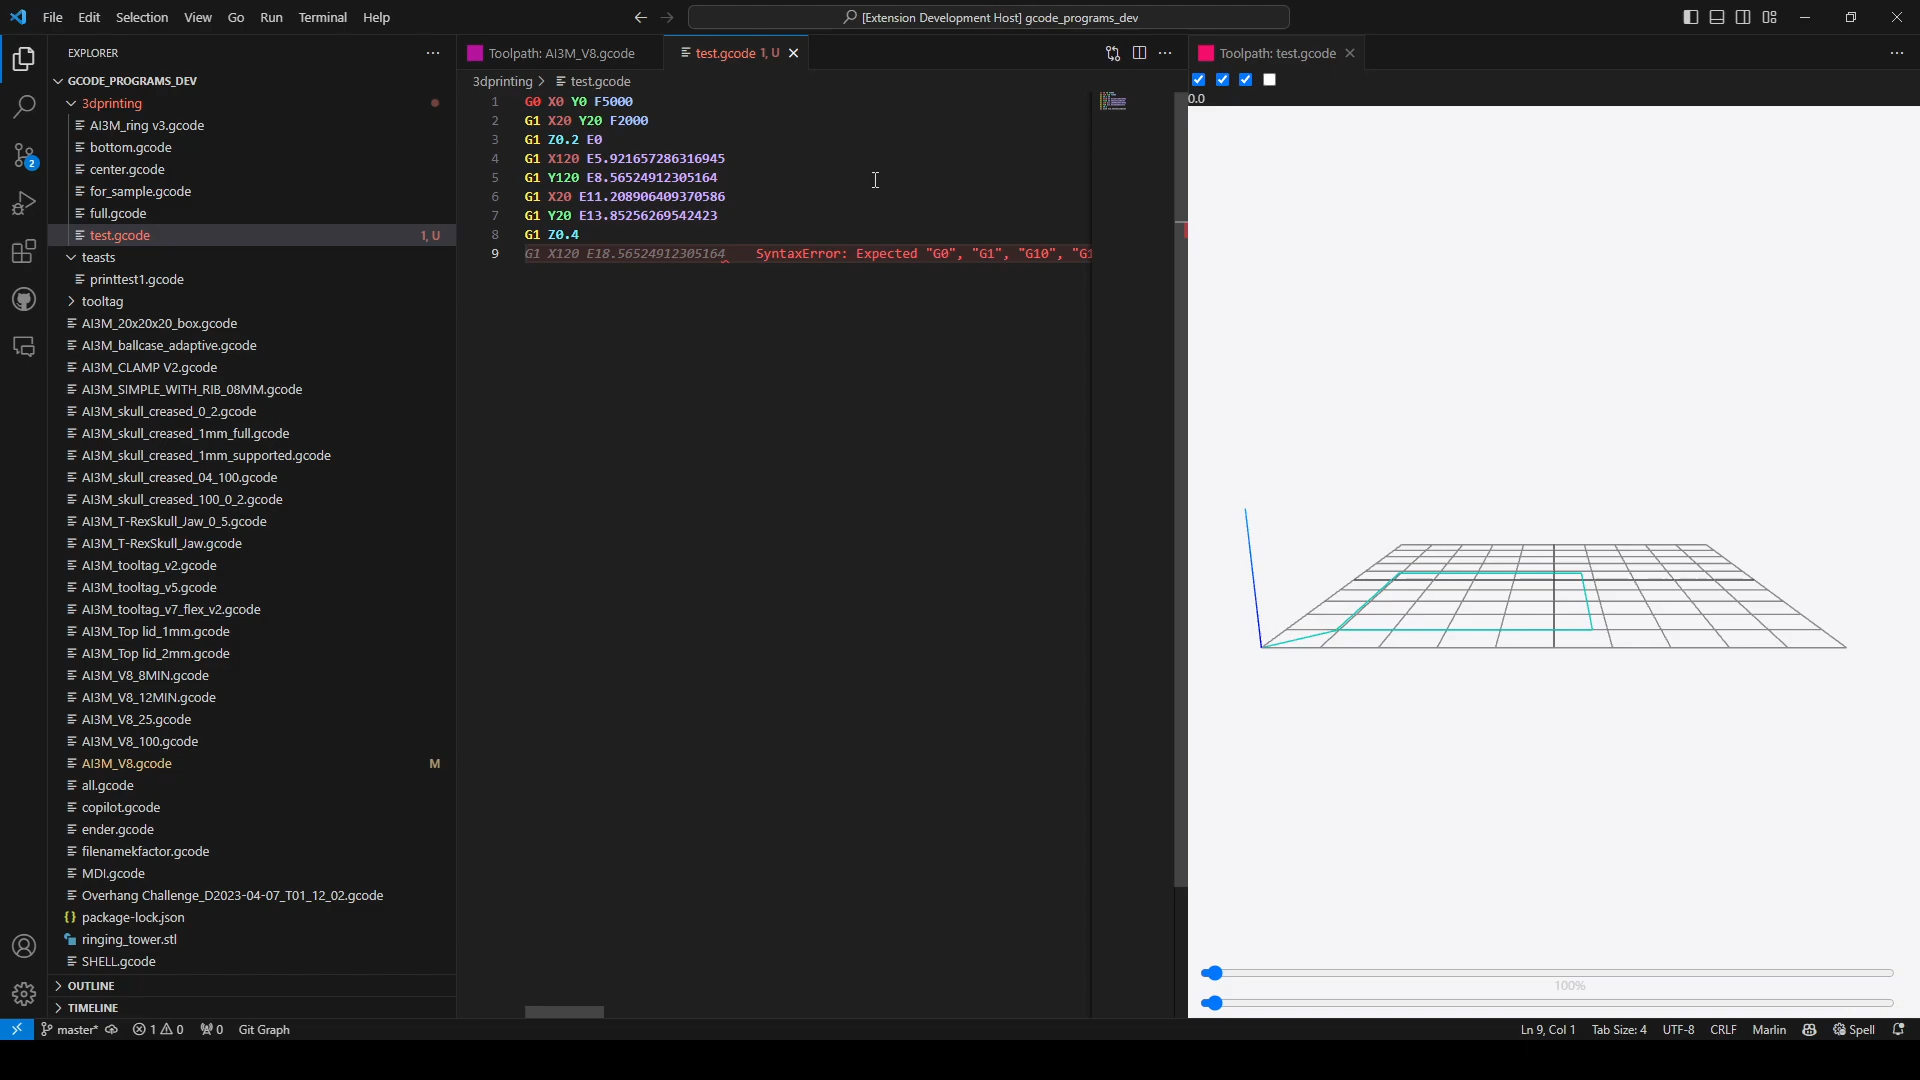 File Edit Selection View Go Run Terminal Help
[Extension Development Host] gcode_programs_dev
EXPLORER
GCODE_PROGRAMS_DEV
3dprinting
AI3M_ring v3.gcode
bottom.gcode
center.gcode
for_sample.gcode
full.gcode
test.gcode 1, U
teasts
printtest1.gcode
tooltag
AI3M_20x20x20_box.gcode
AI3M_ballcase_adaptive.gcode
AI3M_CLAMP V2.gcode
AI3M_SIMPLE_WITH_RIB_08MM.gcode
AI3M_skull_creased_0_2.gcode
AI3M_skull_creased_1mm_full.gcode
AI3M_skull_creased_1mm_supported.gcode
AI3M_skull_creased_04_100.gcode
AI3M_skull_creased_100_0_2.gcode
AI3M_T-RexSkull_Jaw_0_5.gcode
AI3M_T-RexSkull_Jaw.gcode
AI3M_tooltag_v2.gcode
AI3M_tooltag_v5.gcode
AI3M_tooltag_v7_flex_v2.gcode
AI3M_Top lid_1mm.gcode
AI3M_Top lid_2mm.gcode
AI3M_V8_8MIN.gcode
AI3M_V8_12MIN.gcode
AI3M_V8_25.gcode
AI3M_V8_100.gcode
AI3M_V8.gcode M
all.gcode
copilot.gcode
ender.gcode
filenamekfactor.gcode
MDI.gcode
Overhang Challenge_D2023-04-07_T01_12_02.gcode
package-lock.json
ringing_tower.stl
SHELL.gcode
OUTLINE
TIMELINE
2
Toolpath: AI3M_V8.gcode
test.gcode 1, U
3dprinting > test.gcode
1 G0 X0 Y0 F5000
2 G1 X20 Y20 F2000
3 G1 Z0.2 E0
4 G1 X120 E5.921657286316945
5 G1 Y120 E8.56524912305164
6 G1 X20 E11.208906409370586
7 G1 Y20 E13.85256269542423
8 G1 Z0.4
9 G1 X120 E18.56524912305164 SyntaxError: Expected "G0", "G1", "G10", "G1
Toolpath: test.gcode
0.0
100%
master* 1 0 0 Git Graph
Ln 9, Col 1 Tab Size: 4 UTF-8 CRLF Marlin Spell